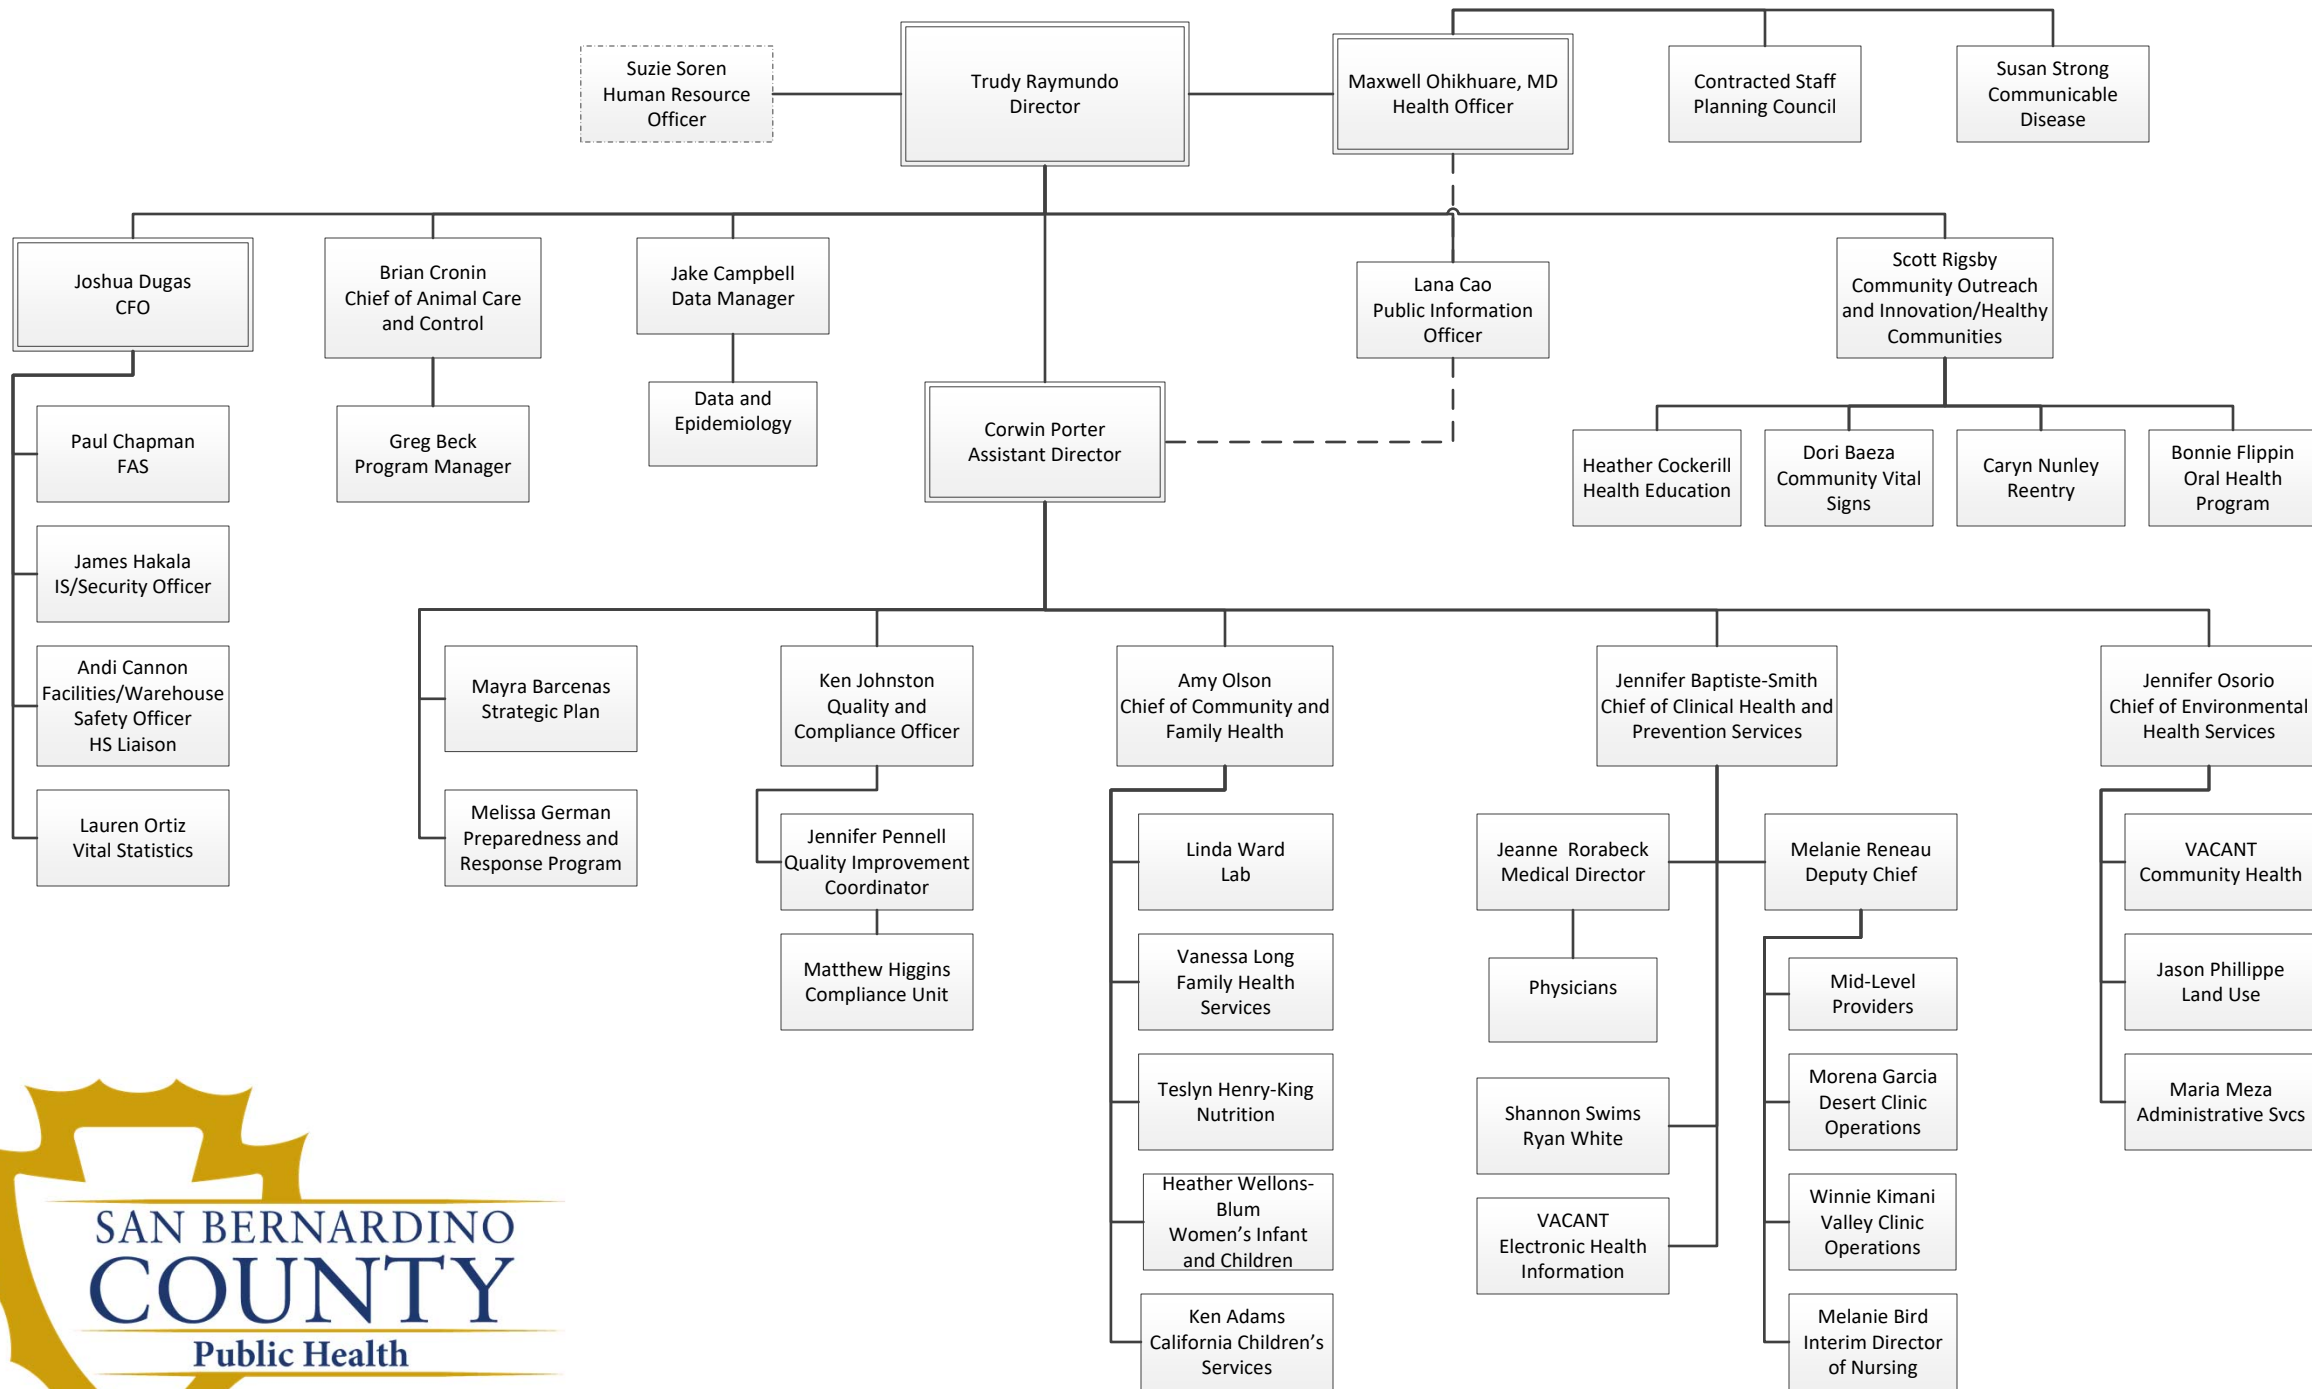 Suzie Soren
Human Resource
Officer
Trudy Raymundo
Director
Maxwell Ohikhuare, MD
Health Officer
Contracted Staff
Planning Council
Susan Strong
Communicable
Disease
Joshua Dugas
CFO
Brian Cronin
Chief of Animal Care
and Control
Jake Campbell
Data Manager
Lana Cao
Public Information
Officer
Scott Rigsby
Community Outreach
and Innovation/Healthy
Communities
Paul Chapman
FAS
Greg Beck
Program Manager
Data and
Epidemiology
Corwin Porter
Assistant Director
Heather Cockerill
Health Education
Dori Baeza
Community Vital
Signs
Caryn Nunley
Reentry
Bonnie Flippin
Oral Health
Program
James Hakala
IS/Security Officer
Andi Cannon
Facilities/Warehouse
Safety Officer
HS Liaison
Lauren Ortiz
Vital Statistics
Mayra Barcenas
Strategic Plan
Melissa German
Preparedness and
Response Program
Ken Johnston
Quality and
Compliance Officer
Jennifer Pennell
Quality Improvement
Coordinator
Matthew Higgins
Compliance Unit
Amy Olson
Chief of Community and
Family Health
Linda Ward
Lab
Vanessa Long
Family Health
Services
Teslyn Henry-King
Nutrition
Heather Wellons-
Blum
Women’s Infant
and Children
Ken Adams
California Children’s
Services
Jennifer Baptiste-Smith
Chief of Clinical Health and
Prevention Services
Jeanne  Rorabeck
Medical Director
Physicians
Shannon Swims
Ryan White
VACANT
Electronic Health
Information
Melanie Reneau
Deputy Chief
Mid-Level
Providers
Morena Garcia
Desert Clinic
Operations
Winnie Kimani
Valley Clinic
Operations
Melanie Bird
Interim Director
of Nursing
Jennifer Osorio
Chief of Environmental
Health Services
VACANT
Community Health
Jason Phillippe
Land Use
Maria Meza
Administrative Svcs
SAN BERNARDINO
COUNTY
Public Health